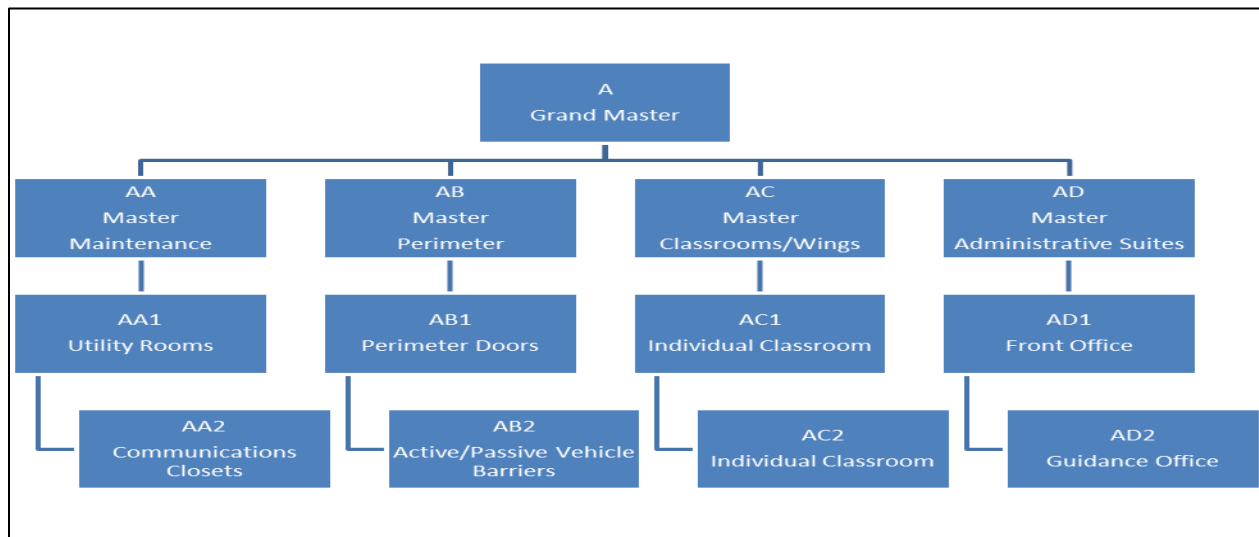 A
Grand Master
AA
Master
Maintenance
AB
Master
Perimeter
AC
Master
Classrooms/Wings
AD
Master
Administrative Suites
AA1
Utility Rooms
AB1
Perimeter Doors
AC1
Individual Classroom
AD1
Front Office
AA2
Communications
Closets
AB2
Active/Passive Vehicle
Barriers
AC2
Individual Classroom
AD2
Guidance Office